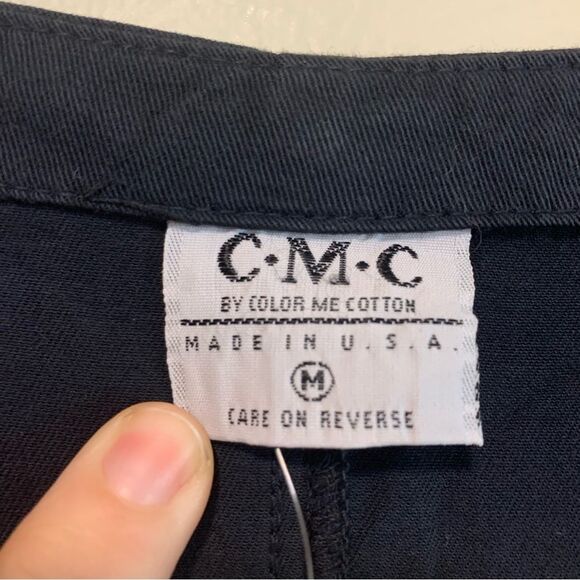 C·M·C
BY COLOR ME COTTON
MADE IN U.S.A.
M
CARE ON REVERSE